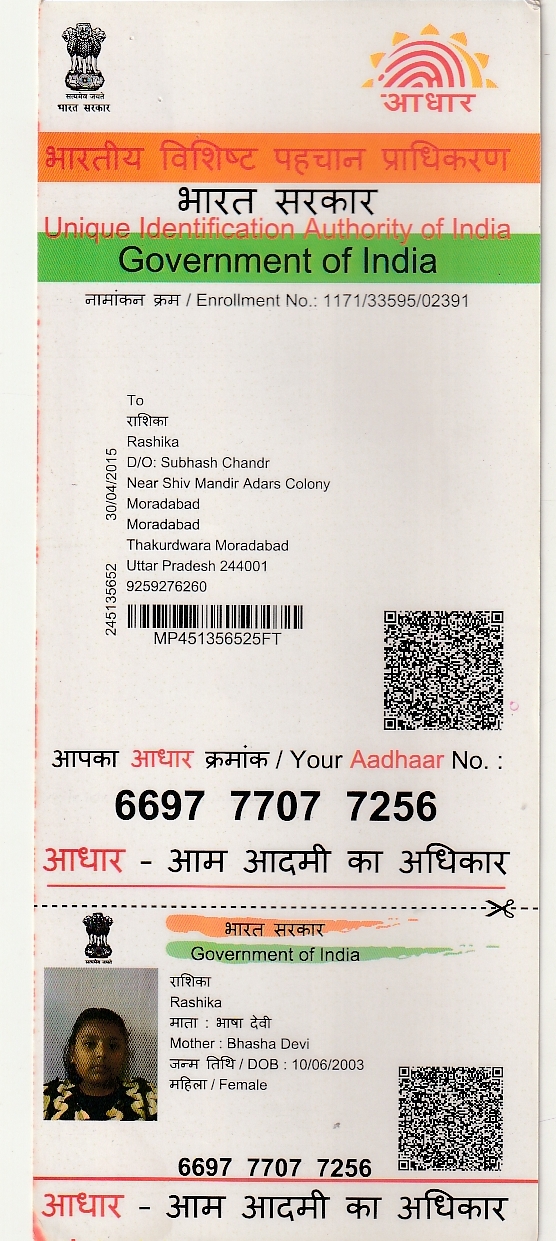 सत्यमेव जयते
भारत सरकार
आधार
भारतीय विशिष्ट पहचान प्राधिकरण
भारत सरकार
Unique Identification Authority of India
Government of India
नामांकन क्रम / Enrollment No.: 1171/33595/02391
To
राशिका
Rashika
D/O: Subhash Chandr
Near Shiv Mandir Adars Colony
Moradabad
Moradabad
Thakurdwara Moradabad
Uttar Pradesh 244001
9259276260
245135652 30/04/2015
MP451356525FT
आपका आधार क्रमांक / Your Aadhaar No. :
6697 7707 7256
आधार - आम आदमी का अधिकार
भारत सरकार
Government of India
सत्यमेव जयते
राशिका
Rashika
माता : भाषा देवी
Mother : Bhasha Devi
जन्म तिथि / DOB : 10/06/2003
महिला / Female
6697 7707 7256
आधार - आम आदमी का अधिकार